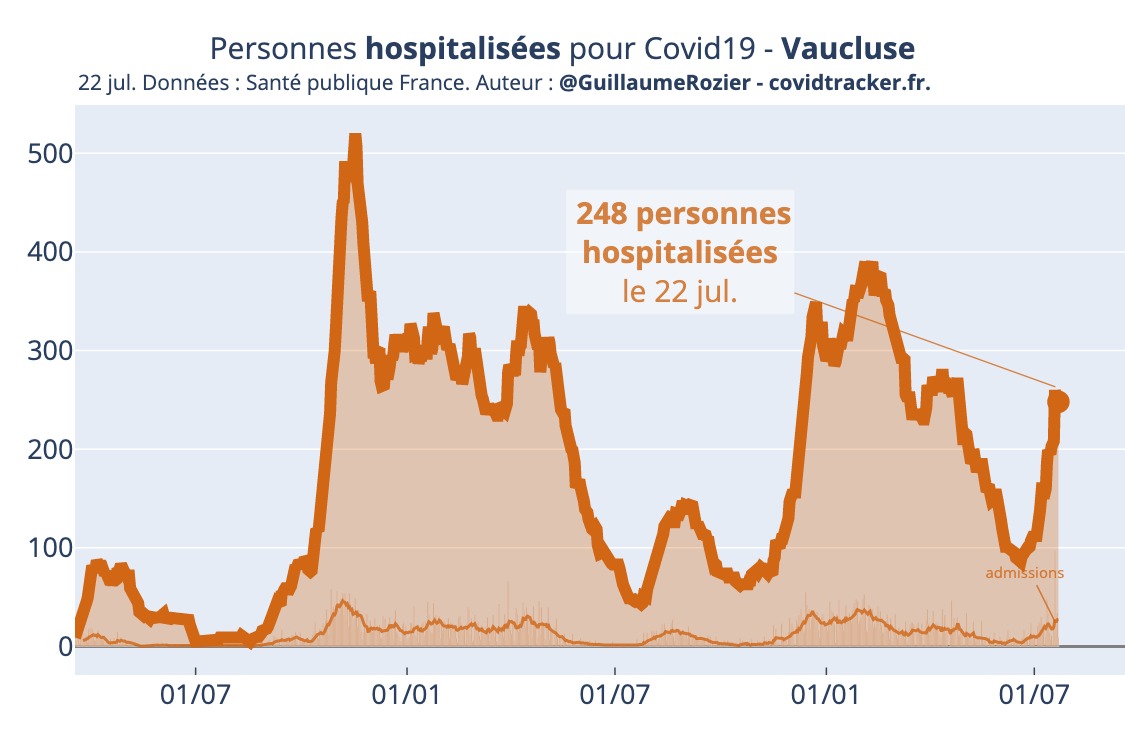 Personnes hospitalisées pour Covid19 - Vaucluse
22 jul. Données : Santé publique France. Auteur : @GuillaumeRozier - covidtracker.fr.
500
248 personnes
hospitalisées
le 22 jul.
400
300
200
100
admissions
0
01/07
01/01
01/07
01/01
01/07